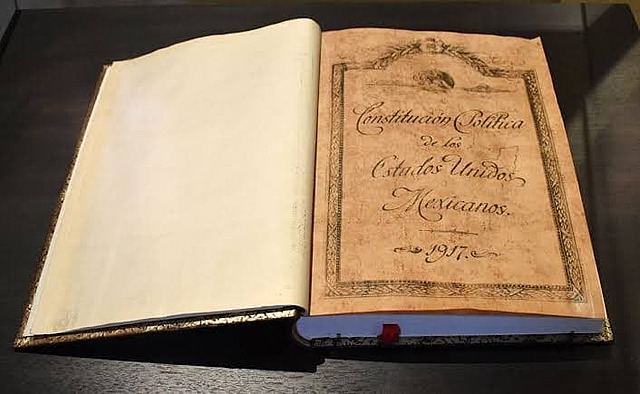 Constitución Política
de los
Estados Unidos
Mexicanos.
1917.